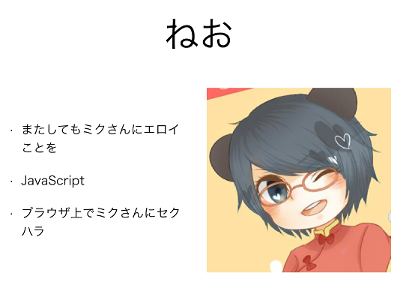 ねお
・ またしてもミクさんにエロイ
ことを
・ JavaScript
・ ブラウザ上でミクさんにセク
ハラ